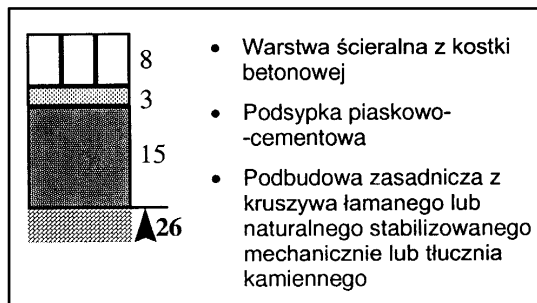 8
3
15
26
• Warstwa ścieralna z kostki
betonowej
• Podsypka piaskowo-
-cementowa
• Podbudowa zasadnicza z
kruszywa łamanego lub
naturalnego stabilizowanego
mechanicznie lub tłucznia
kamiennego